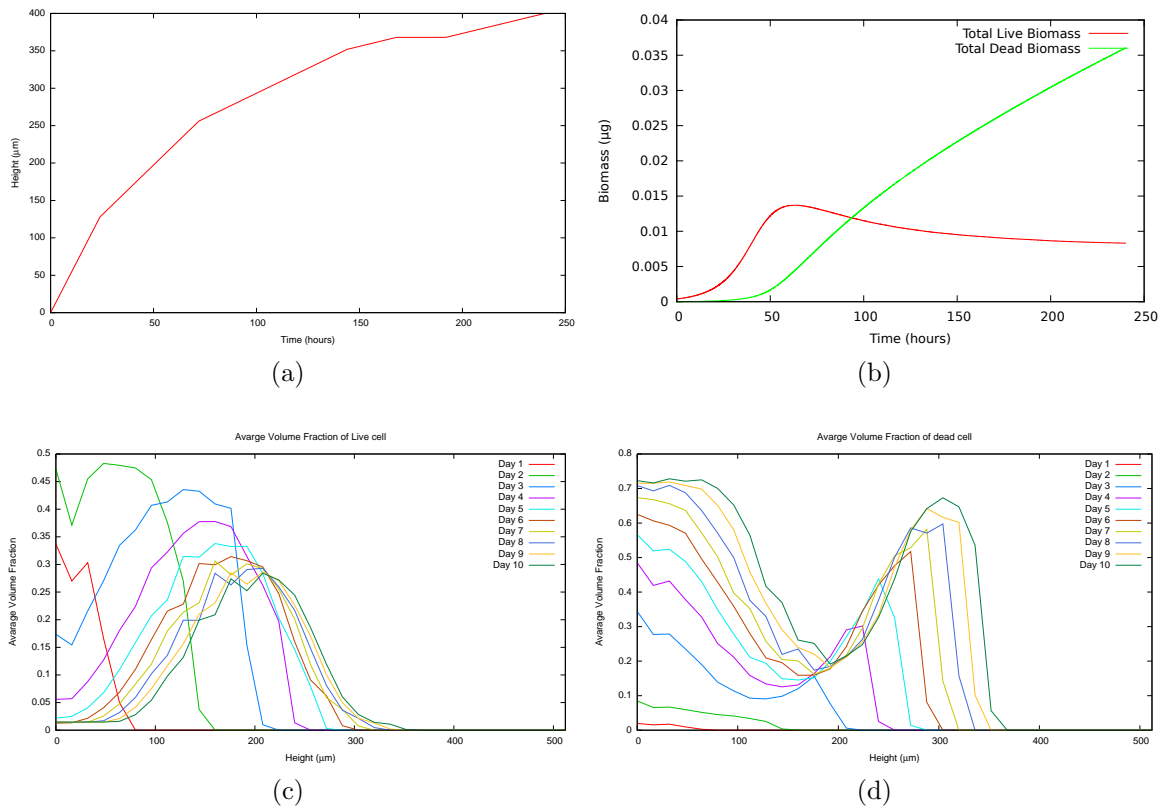 400
350
300
250
200
150
100
50
0
0 50 100 150 200 250
Height (μm)
Time (hours)
(a)
0.04
0.035
0.03
0.025
0.02
0.015
0.01
0.005
0
0 50 100 150 200 250
Biomass (μg)
Time (hours)
Total Live Biomass
Total Dead Biomass
(b)
Avarge Volume Fraction of Live cell
0.5
0.45
0.4
0.35
0.3
0.25
0.2
0.15
0.1
0.05
0
0 100 200 300 400 500
Avarage Volume Fraction
Height (μm)
Day 1
Day 2
Day 3
Day 4
Day 5
Day 6
Day 7
Day 8
Day 9
Day 10
(c)
Avarge Volume Fraction of dead cell
0.8
0.7
0.6
0.5
0.4
0.3
0.2
0.1
0
0 100 200 300 400 500
Avarage Volume Fraction
Height (μm)
Day 1
Day 2
Day 3
Day 4
Day 5
Day 6
Day 7
Day 8
Day 9
Day 10
(d)